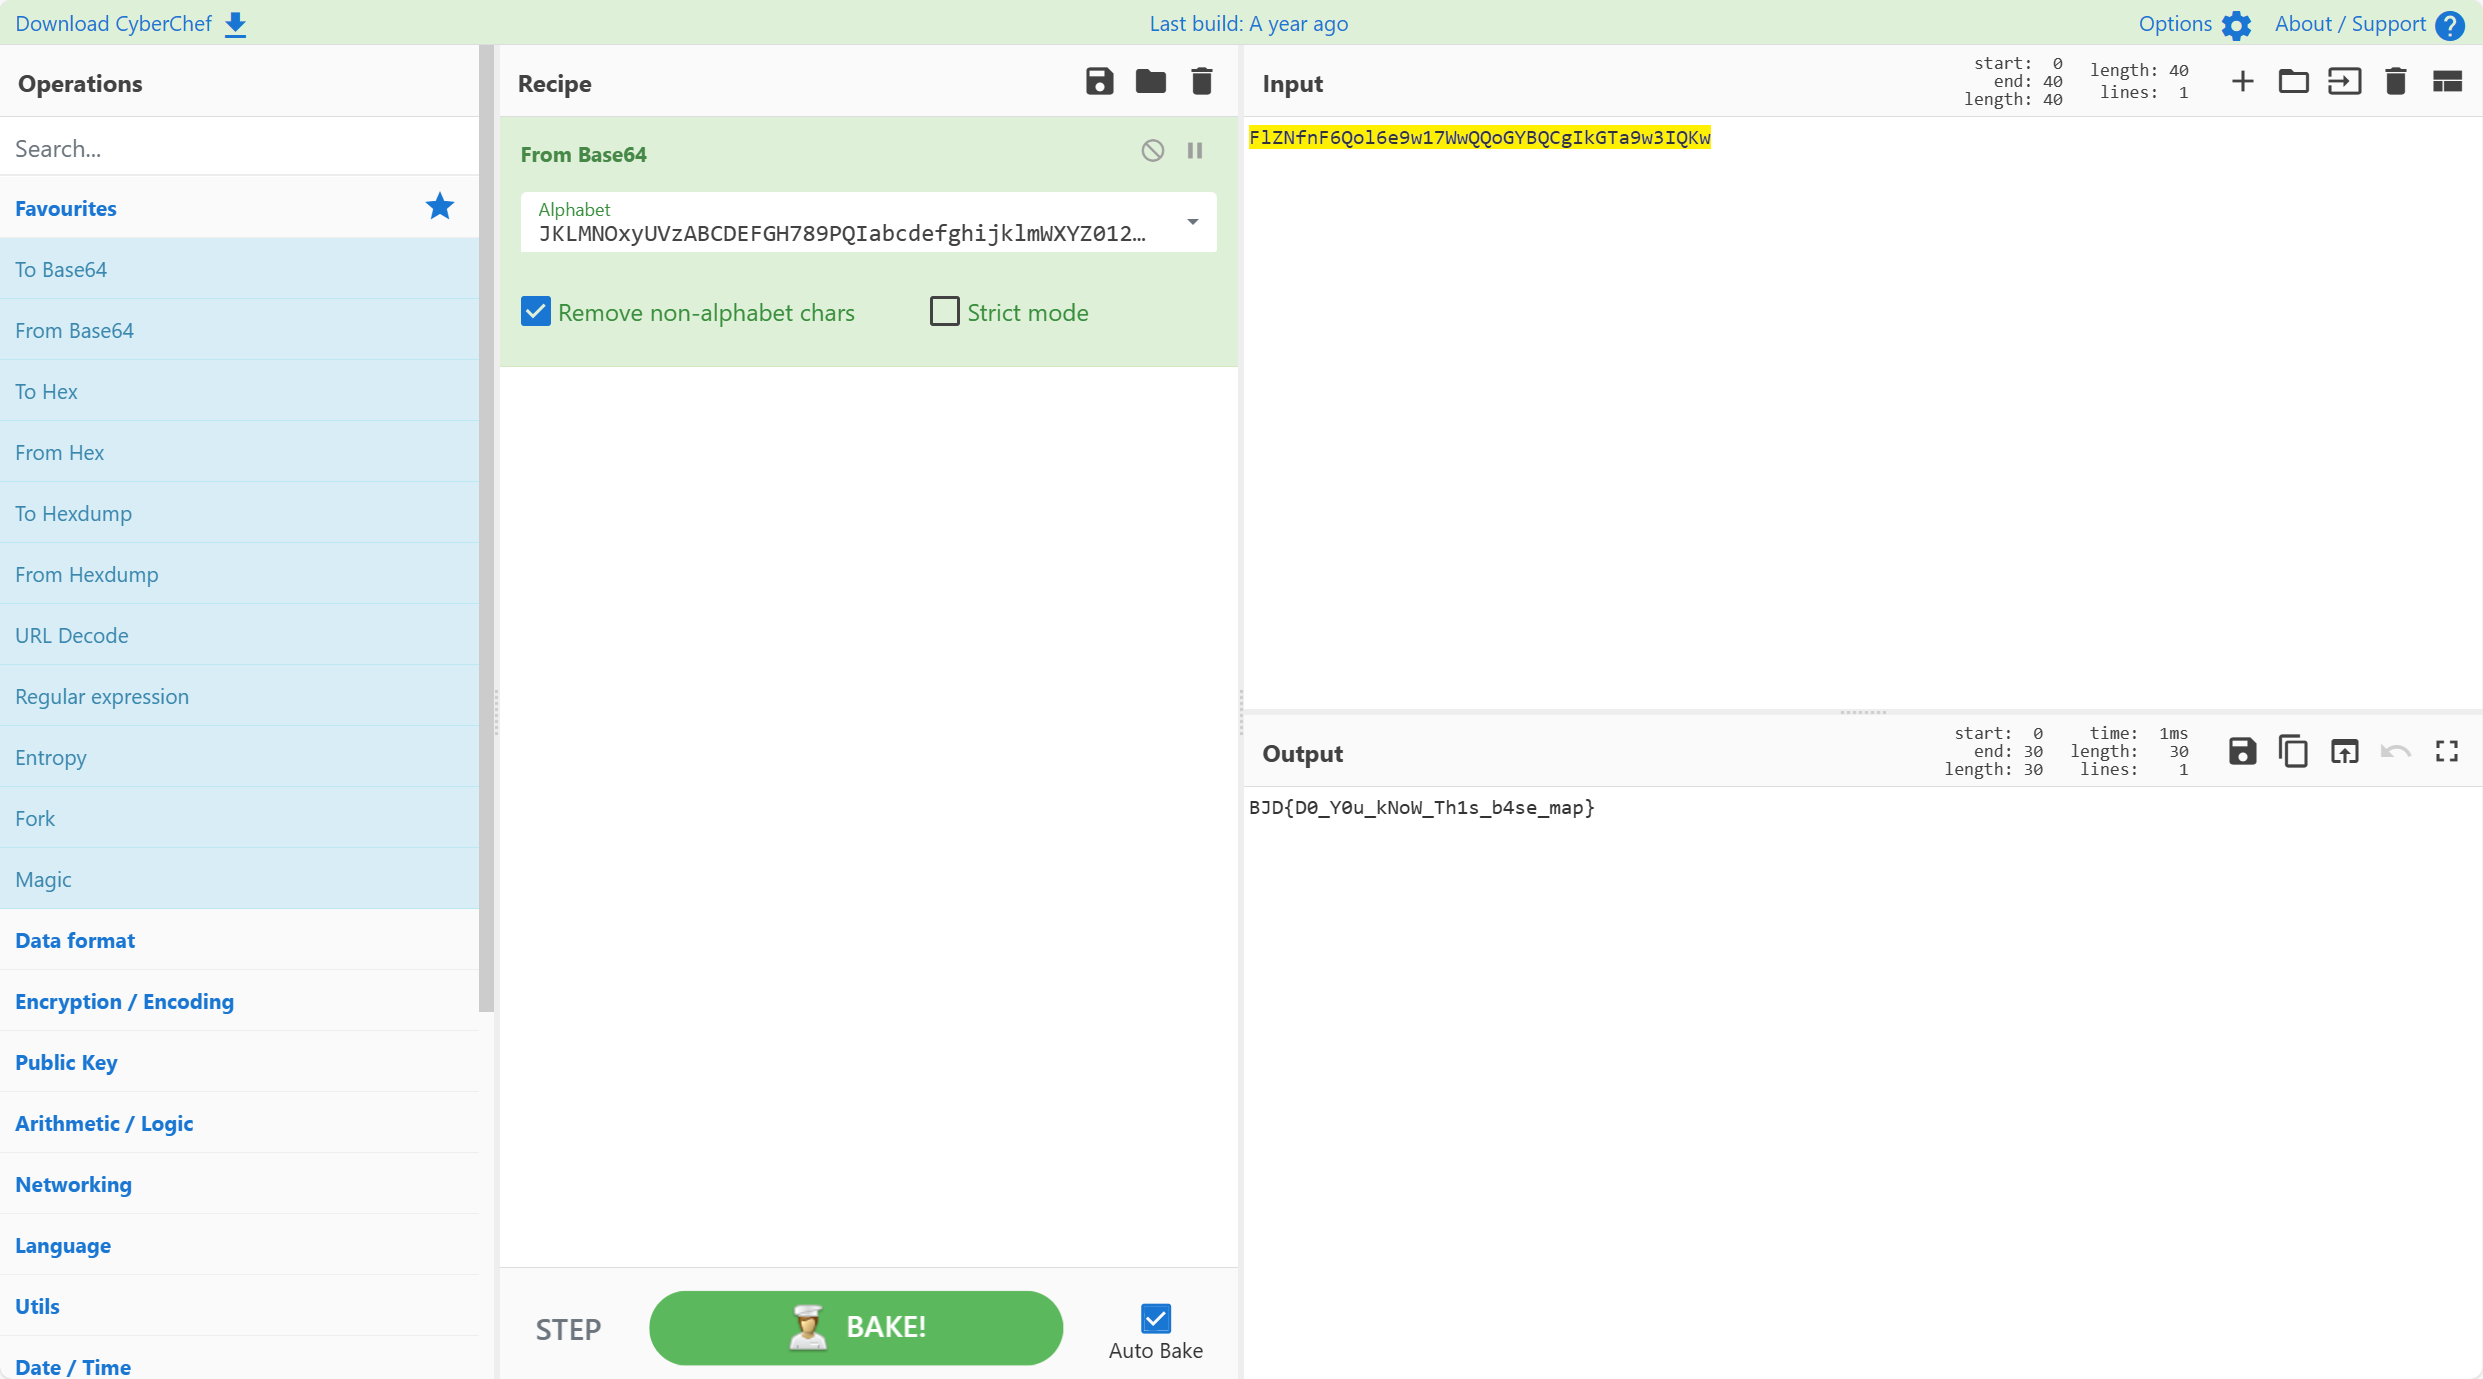 Download CyberChef
Last build: A year ago
Options
About / Support
Operations
Search...
Favourites
To Base64
From Base64
To Hex
From Hex
To Hexdump
From Hexdump
URL Decode
Regular expression
Entropy
Fork
Magic
Data format
Encryption / Encoding
Public Key
Arithmetic / Logic
Networking
Language
Utils
Date / Time
Recipe
From Base64
Alphabet
JKLMNOxyUVzABCDEFGH789PQIabcdefghijklmWXYZ012…
Remove non-alphabet chars
Strict mode
STEP
BAKE!
Auto Bake
Input
start: 0
end: 40
length: 40
length: 40
lines: 1
FlZNfnF6Qol6e9w17WwQQoGYBQCgIkGTa9w3IQKw
Output
start: 0
end: 30
length: 30
time: 1ms
length: 30
lines: 1
BJD{D0_Y0u_kNoW_Th1s_b4se_map}